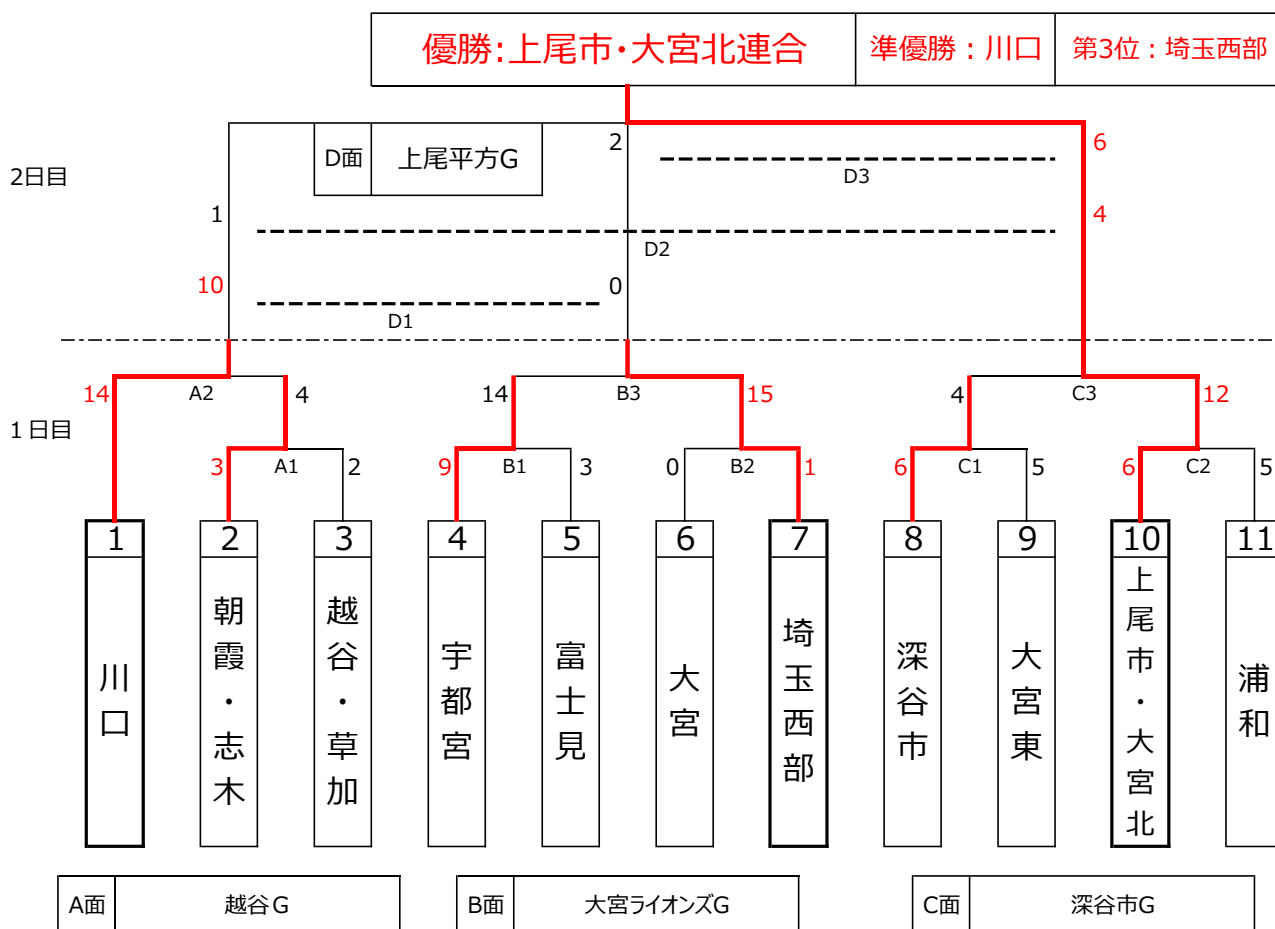 優勝:上尾市・大宮北連合
準優勝：川口
第3位：埼玉西部
D面
上尾平方G
2
6
D3
2日目
1
4
D2
10
0
D1
14
A2
4
14
B3
15
4
C3
12
1日目
3
A1
2
9
B1
3
0
B2
1
6
C1
5
6
C2
5
1
2
3
4
5
6
7
8
9
10
11
川口
朝霞・志木
越谷・草加
宇都宮
富士見
大宮
埼玉西部
深谷市
大宮東
上尾市・大宮北
浦和
A面
越谷G
B面
大宮ライオンズG
C面
深谷市G